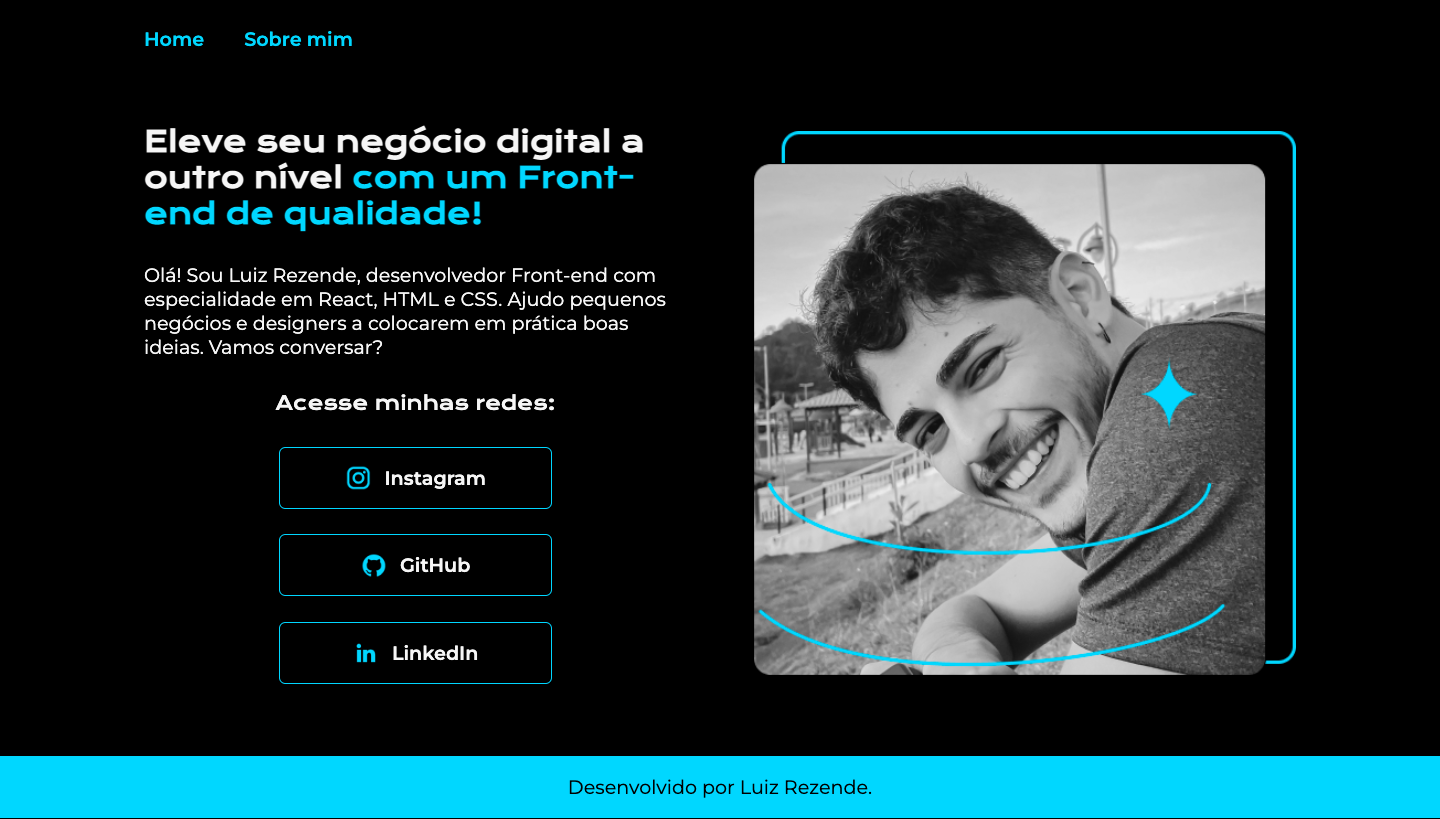 Home
Sobre mim
Eleve seu negócio digital a
outro nível com um Front-
end de qualidade!
Olá! Sou Luiz Rezende, desenvolvedor Front-end com
especialidade em React, HTML e CSS. Ajudo pequenos
negócios e designers a colocarem em prática boas
ideias. Vamos conversar?
Acesse minhas redes:
Instagram
GitHub
LinkedIn
Desenvolvido por Luiz Rezende.